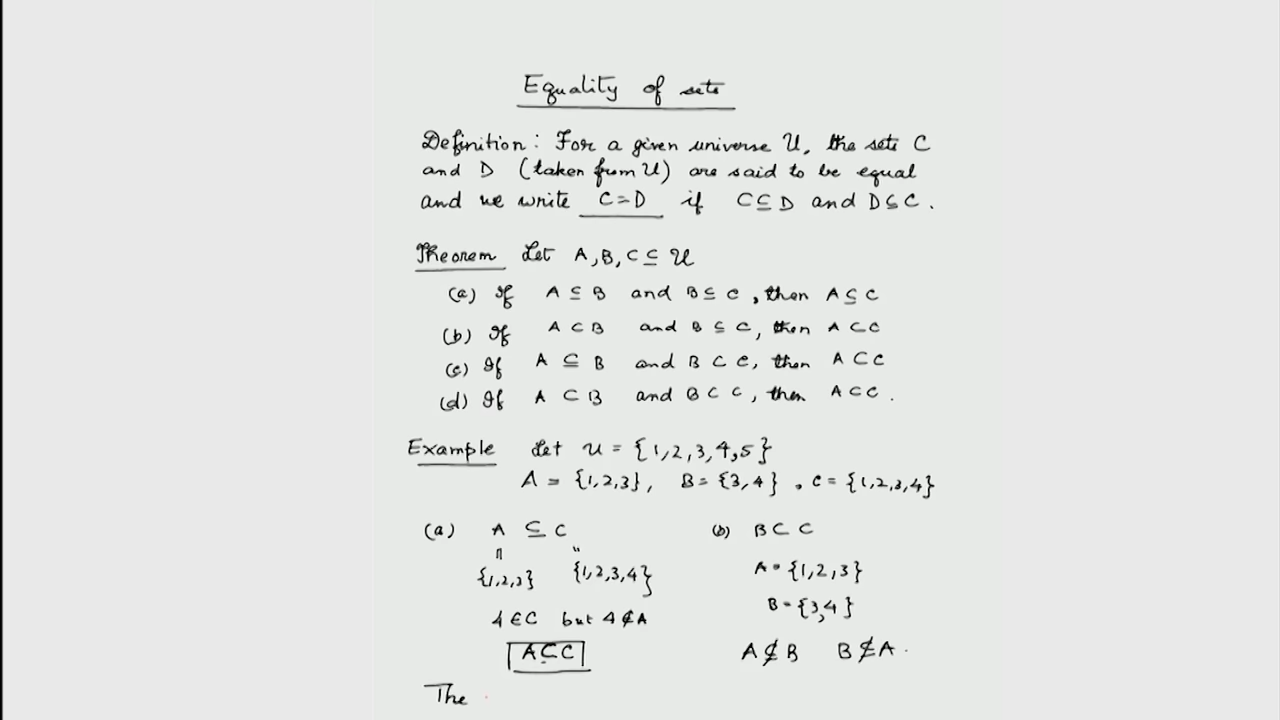 Equality of sets
Definition: For a given universe U, the sets C
and D (taken from U) are said to be equal
and we write C=D if C⊆D and D⊆C.
Theorem Let A,B,C ⊆ U
(a) If A ⊆ B and B ⊆ C, then A ⊆ C
(b) If A ⊂ B and B ⊆ C, then A ⊂ C
(c) If A ⊆ B and B ⊂ C, then A ⊂ C
(d) If A ⊂ B and B ⊂ C, then A ⊂ C.
Example Let U = {1,2,3,4,5}
A = {1,2,3}, B = {3,4}, C = {1,2,3,4}
(a) A ⊆ C (b) B ⊂ C
" " A = {1,2,3}
{1,2,3} {1,2,3,4} B = {3,4}
4 ∈ C but 4 ∉ A
A⊂C A ⊄ B B ⊄ A.
The